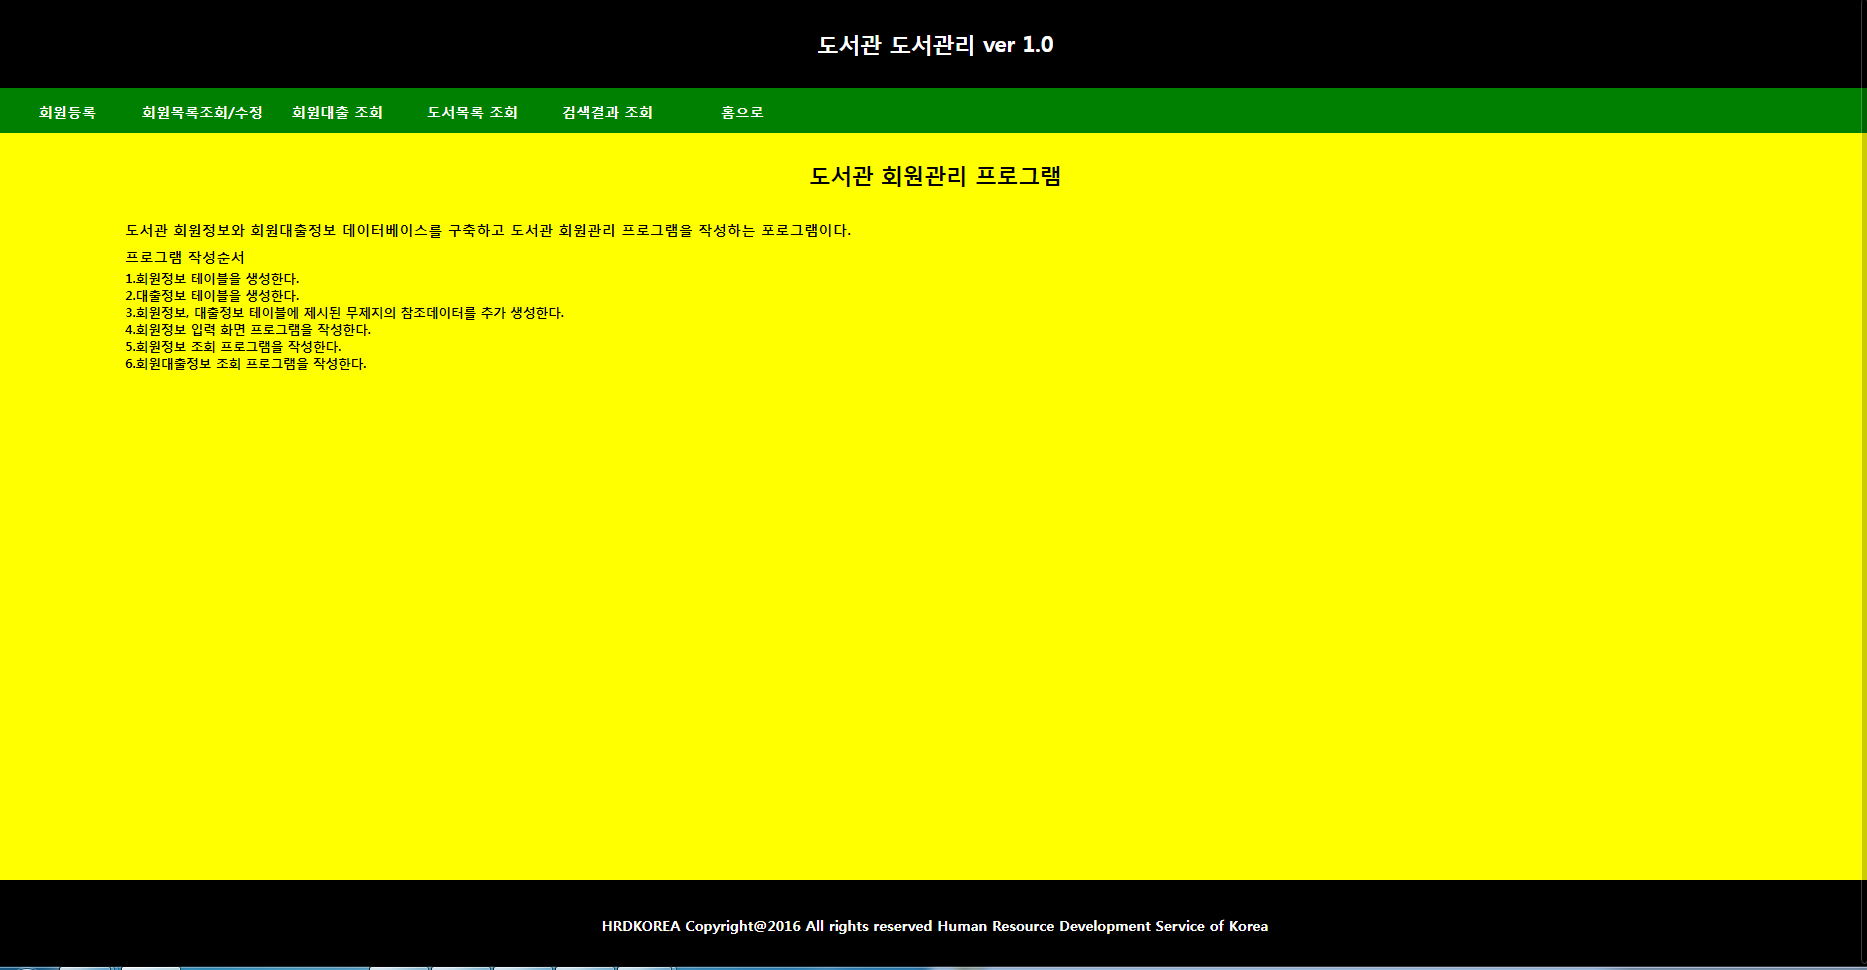 도서관 도서관리 ver 1.0
회원등록 회원목록조회/수정 회원대출 조회 도서목록 조회 검색결과 조회 홈으로
도서관 회원관리 프로그램
도서관 회원정보와 회원대출정보 데이터베이스를 구축하고 도서관 회원관리 프로그램을 작성하는 포로그램이다.
프로그램 작성순서
1.회원정보 테이블을 생성한다.
2.대출정보 테이블을 생성한다.
3.회원정보, 대출정보 테이블에 제시된 무제지의 참조데이터를 추가 생성한다.
4.회원정보 입력 화면 프로그램을 작성한다.
5.회원정보 조회 프로그램을 작성한다.
6.회원대출정보 조회 프로그램을 작성한다.
HRDKOREA Copyright@2016 All rights reserved Human Resource Development Service of Korea